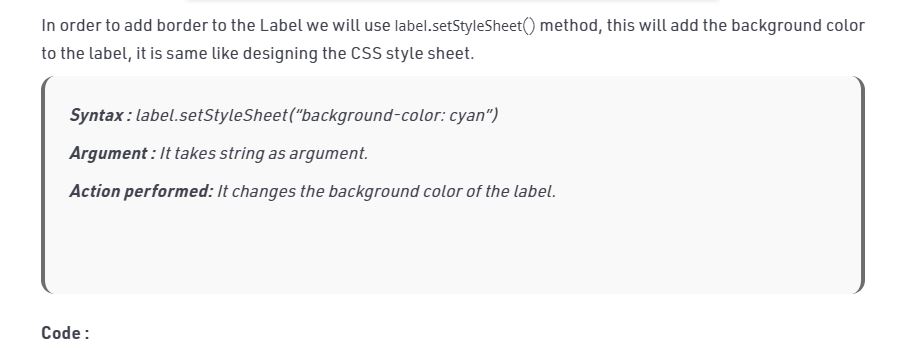 In order to add border to the Label we will use label.setStyleSheet() method, this will add the background color
to the label, it is same like designing the CSS style sheet.
Syntax : label.setStyleSheet(“background-color: cyan”)
Argument : It takes string as argument.
Action performed: It changes the background color of the label.
Code :